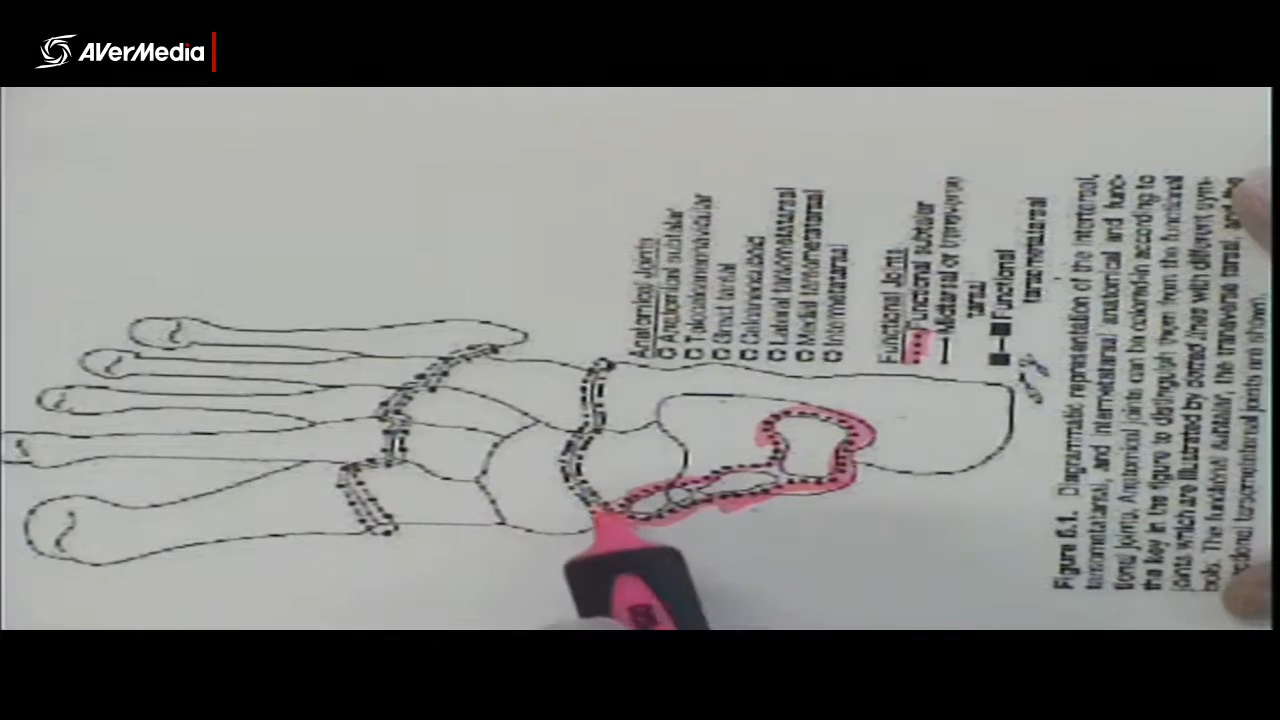 AVerMedia
Anatomical Joints
Anatomical subtalar
Talocalcaneonavicular
Great tarsal
Calcaneocuboid
Lateral tarsometatarsal
Medial tarsometatarsal
Intermetatarsal
Functional Joints
Functional subtalar
Midtarsal or transverse
tarsal
Functional
tarsometatarsal
Figure 6.1. Diagrammatic representation of the intertarsal,
tarsometatarsal, and intermetatarsal anatomical and func-
tional joints. Anatomical joints can be colored-in according to
the key in the figure to distinguish them from the functional
joints which are illustrated by dotted lines with different sym-
bols. The functional subtalar, the transverse tarsal, and the
tarsometatarsal joints are shown.